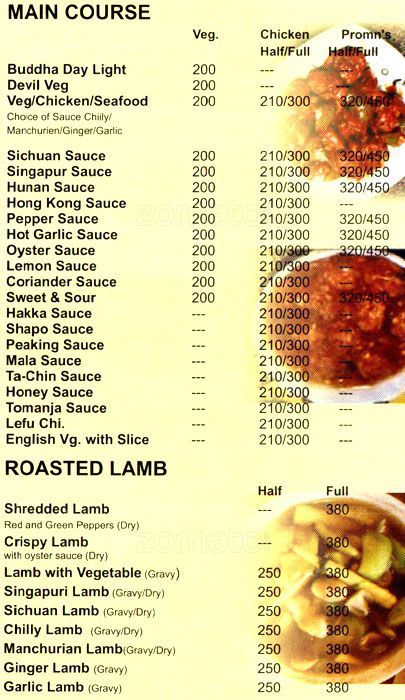 MAIN COURSE
Veg. Chicken Promn's
Half/Full Half/Full
Buddha Day Light 200 --- ---
Devil Veg 200 --- ---
Veg/Chicken/Seafood 200 210/300 320/450
Choice of Sauce Chiily/
Manchurien/Ginger/Garlic
Sichuan Sauce 200 210/300 320/450
Singapur Sauce 200 210/300 320/450
Hunan Sauce 200 210/300 320/450
Hong Kong Sauce 200 210/300 ---
Pepper Sauce 200 210/300 320/450
Hot Garlic Sauce 200 210/300 320/450
Oyster Sauce 200 210/300 320/450
Lemon Sauce 200 210/300 ---
Coriander Sauce 200 210/300 ---
Sweet & Sour 200 210/300 320/450
Hakka Sauce --- 210/300 ---
Shapo Sauce --- 210/300 ---
Peaking Sauce --- 210/300 ---
Mala Sauce --- 210/300 ---
Ta-Chin Sauce --- 210/300 ---
Honey Sauce --- 210/300 ---
Tomanja Sauce --- 210/300 ---
Lefu Chi. --- 210/300 ---
English Vg. with Slice --- 210/300 ---
ROASTED LAMB
Half Full
Shredded Lamb --- 380
Red and Green Peppers (Dry)
Crispy Lamb --- 380
with oyster sauce (Dry)
Lamb with Vegetable (Gravy) 250 380
Singapuri Lamb (Gravy/Dry) 250 380
Sichuan Lamb (Gravy/Dry) 250 380
Chilly Lamb (Gravy/Dry) 250 380
Manchurian Lamb(Gravy/Dry) 250 380
Ginger Lamb (Gravy) 250 380
Garlic Lamb (Gravy) 250 380
zomato
zomato